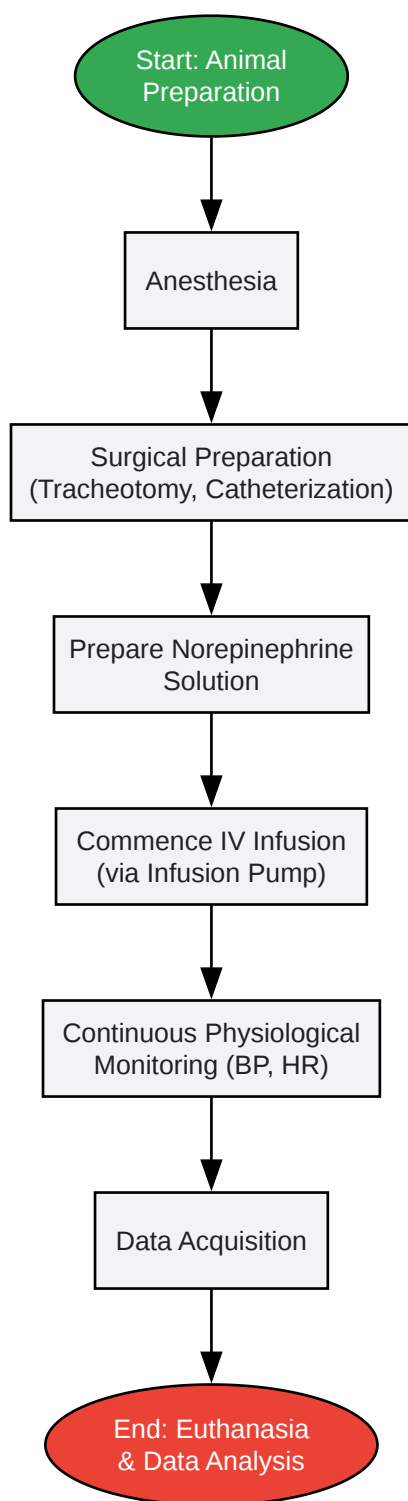 Start: Animal
Preparation
Anesthesia
Surgical Preparation
(Tracheotomy, Catheterization)
Prepare Norepinephrine
Solution
Commence IV Infusion
(via Infusion Pump)
Continuous Physiological
Monitoring (BP, HR)
Data Acquisition
End: Euthanasia
& Data Analysis